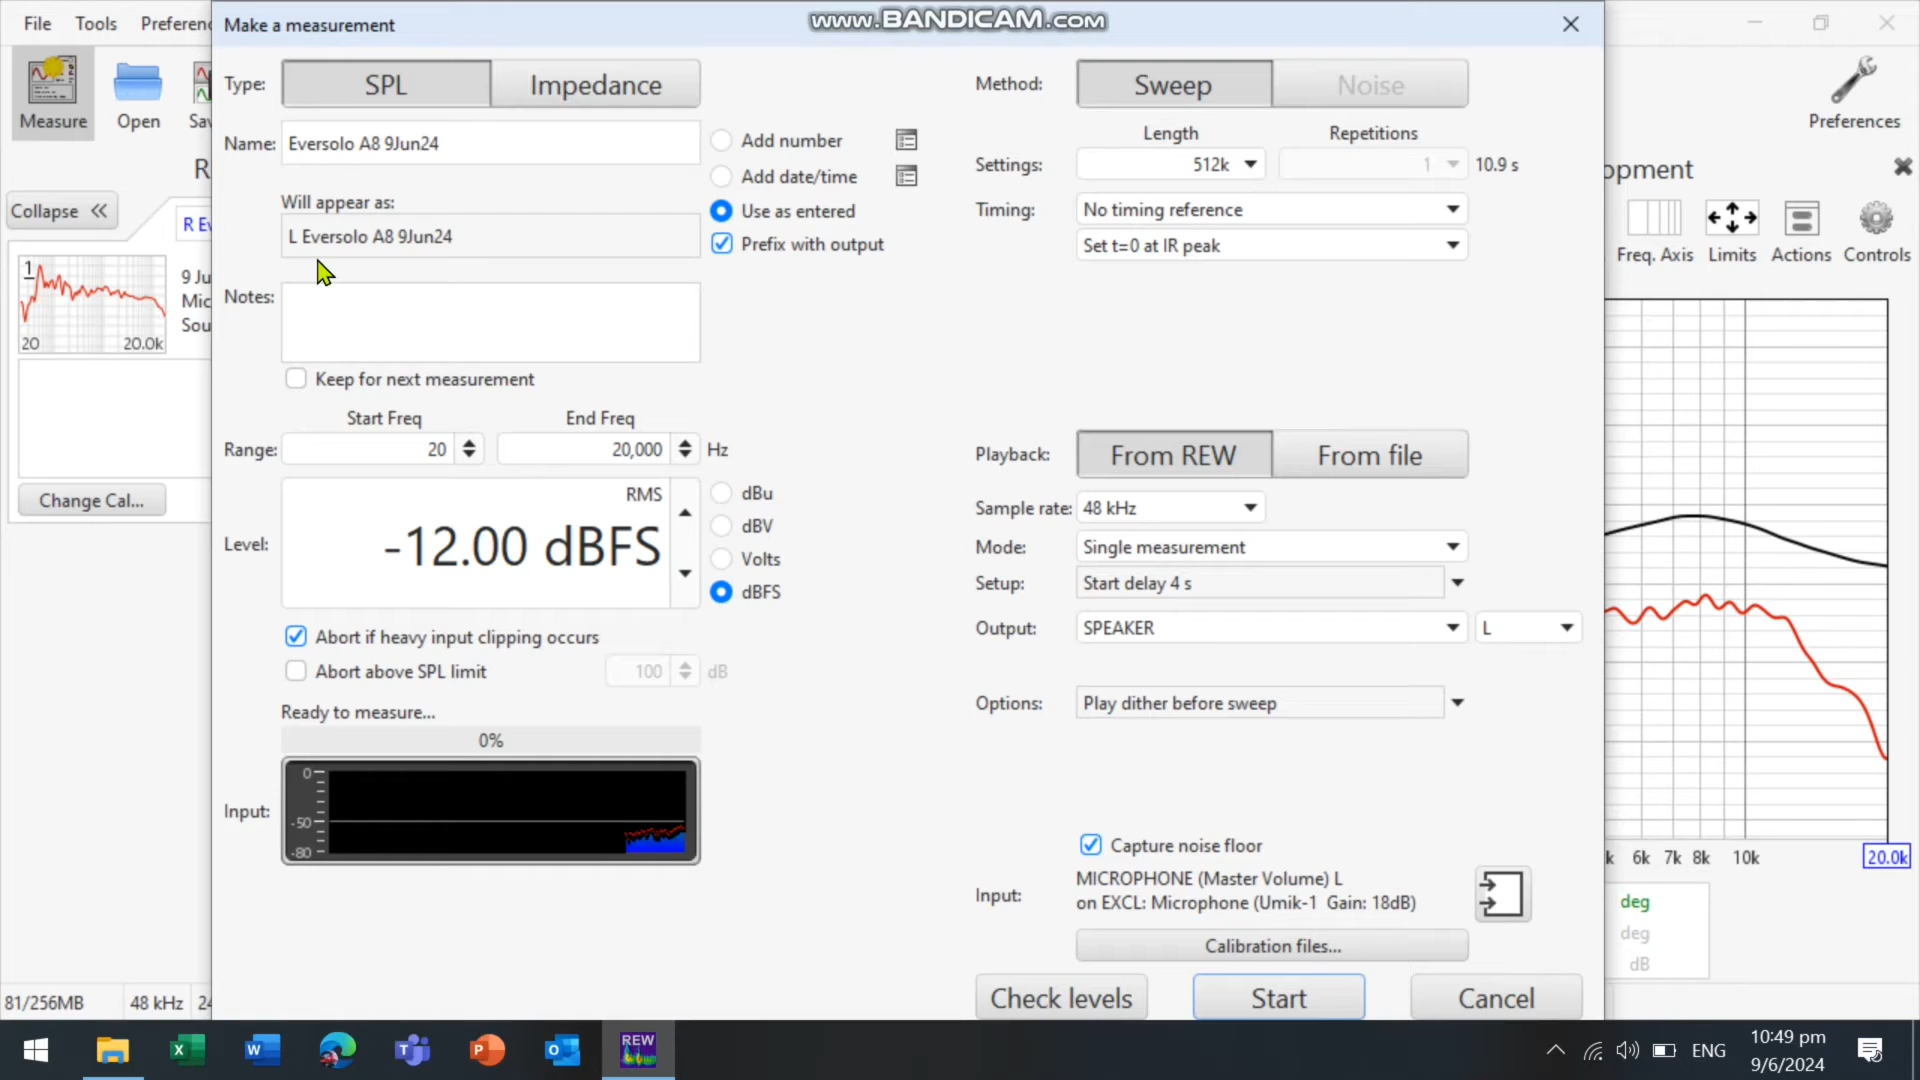 File Tools
Make a measurement
www.BANDICAM.com
Measure
Open
Preferences
Collapse
R
1
20 20.0k
Change Cal...
81/256MB 48 kHz
Type: SPL Impedance
Name: Eversolo A8 9Jun24
Add number
Add date/time
Will appear as:
Use as entered
L Eversolo A8 9Jun24
Prefix with output
Notes:
Keep for next measurement
Start Freq End Freq
Range: 20 20,000 Hz
RMS
Level: -12.00 dBFS
dBu
dBV
Volts
dBFS
Abort if heavy input clipping occurs
Abort above SPL limit 100 dB
Ready to measure...
0%
Input:
0
-50
-80
Method: Sweep Noise
Length Repetitions
Settings: 512k 1 10.9 s
Timing: No timing reference
Set t=0 at IR peak
Playback: From REW From file
Sample rate: 48 kHz
Mode: Single measurement
Setup: Start delay 4 s
Output: SPEAKER L
Options: Play dither before sweep
Capture noise floor
Input: MICROPHONE (Master Volume) L
on EXCL: Microphone (Umik-1 Gain: 18dB)
Calibration files...
Check levels Start Cancel
Freq. Axis Limits Actions Controls
6k 7k 8k 10k 20.0k
deg
deg
dB
REW
ENG
10:49 pm
9/6/2024